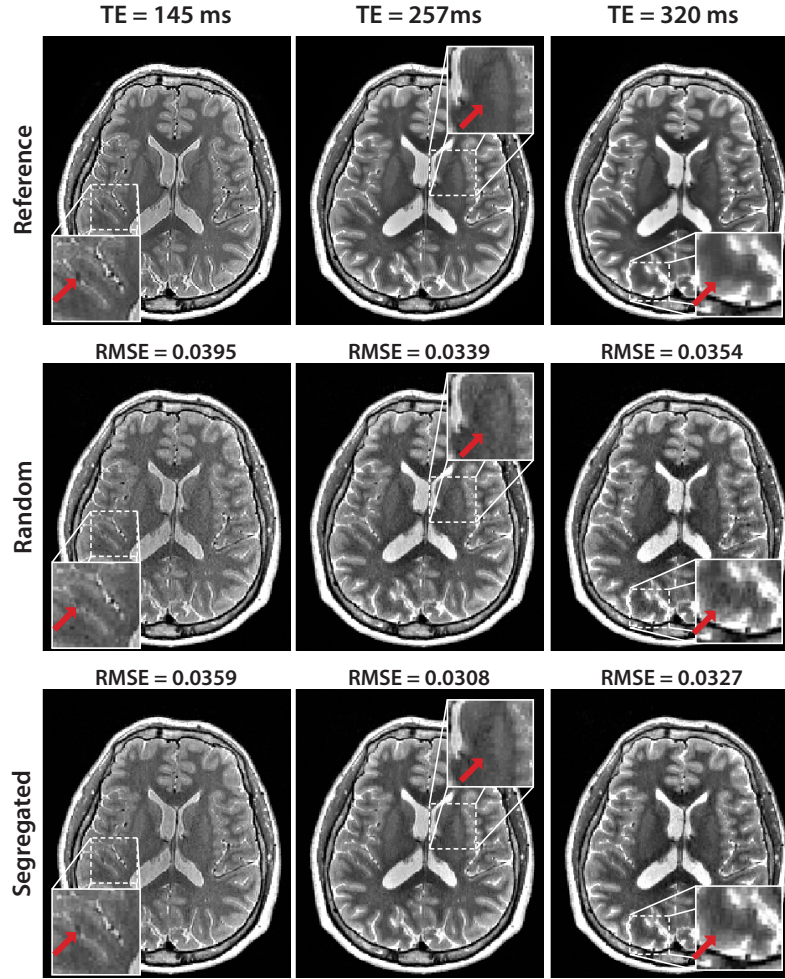 TE = 145 ms
TE = 257ms
TE = 320 ms
Reference
RMSE = 0.0395
RMSE = 0.0339
RMSE = 0.0354
Random
RMSE = 0.0359
RMSE = 0.0308
RMSE = 0.0327
Segregated